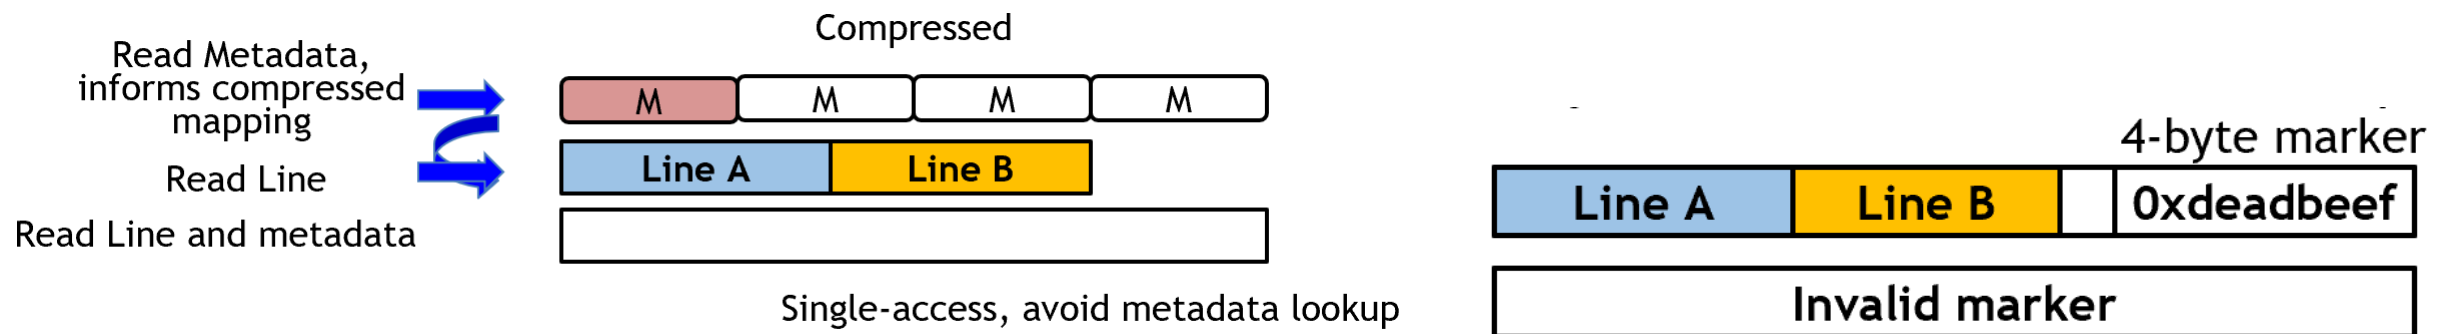 Compressed
Read Metadata,
informs compressed
mapping
M M M M
Line A Line B
Read Line
Read Line and metadata
Single-access, avoid metadata lookup
4-byte marker
Line A Line B 0xdeadbeef
Invalid marker